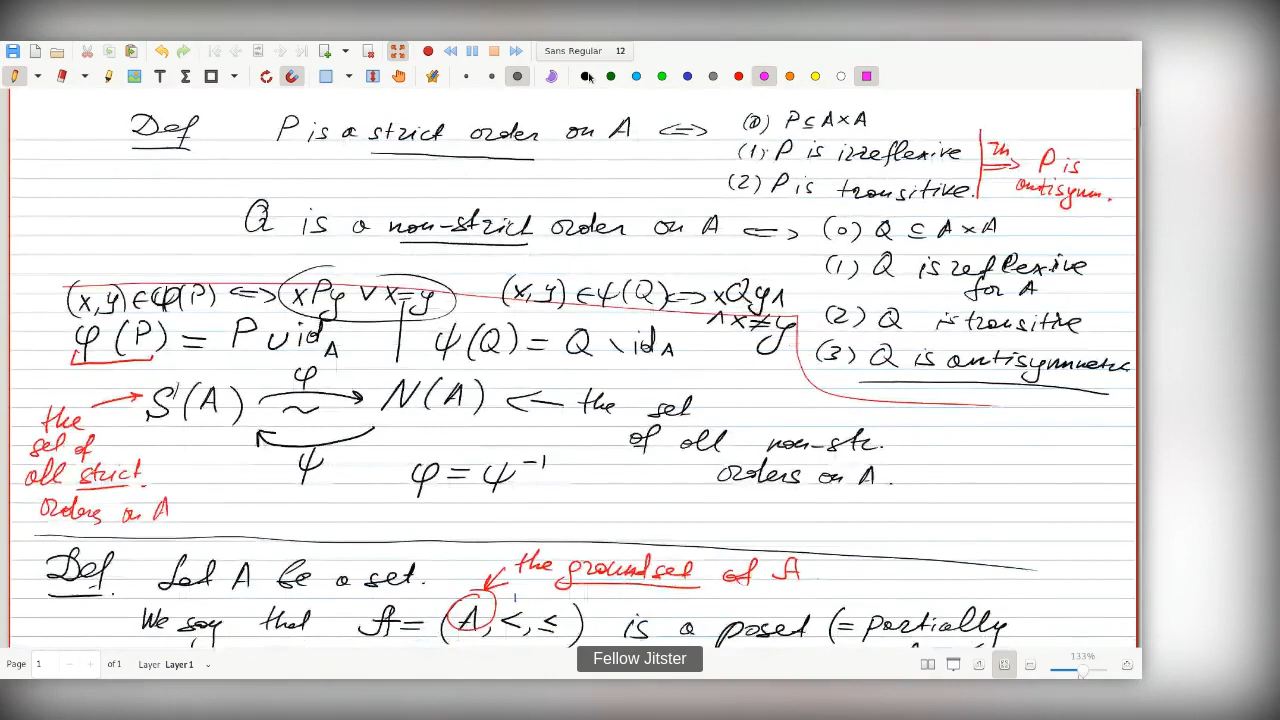 Sans Regular 12
Def P is a strict order on A ⟺ (0) P ⊆ A×A
(1) P is irreflexive
(2) P is transitive.
⟹ P is
antisymm.
Q is a non-strict order on A ⟺ (0) Q ⊆ A×A
(1) Q is reflexive
for A
(2) Q is transitive
(3) Q is antisymmetric
(x,y) ∈ φ(P) ⟺ xPy ∨ x=y (x,y) ∈ ψ(Q) ⟺ xQy ∧
∧ x≠y
φ(P) = P ∪ id_A ψ(Q) = Q \ id_A
φ
S(A) ~ N(A) ← the set
of all non-str.
orders on A.
ψ φ = ψ⁻¹
the
set of
all strict
orders on A
Def. Let A be a set. the groundset of A
We say that A = (A, <, ≤) is a poset (= partially
Fellow Jitster
Page 1 of 1 Layer Layer 1 133%